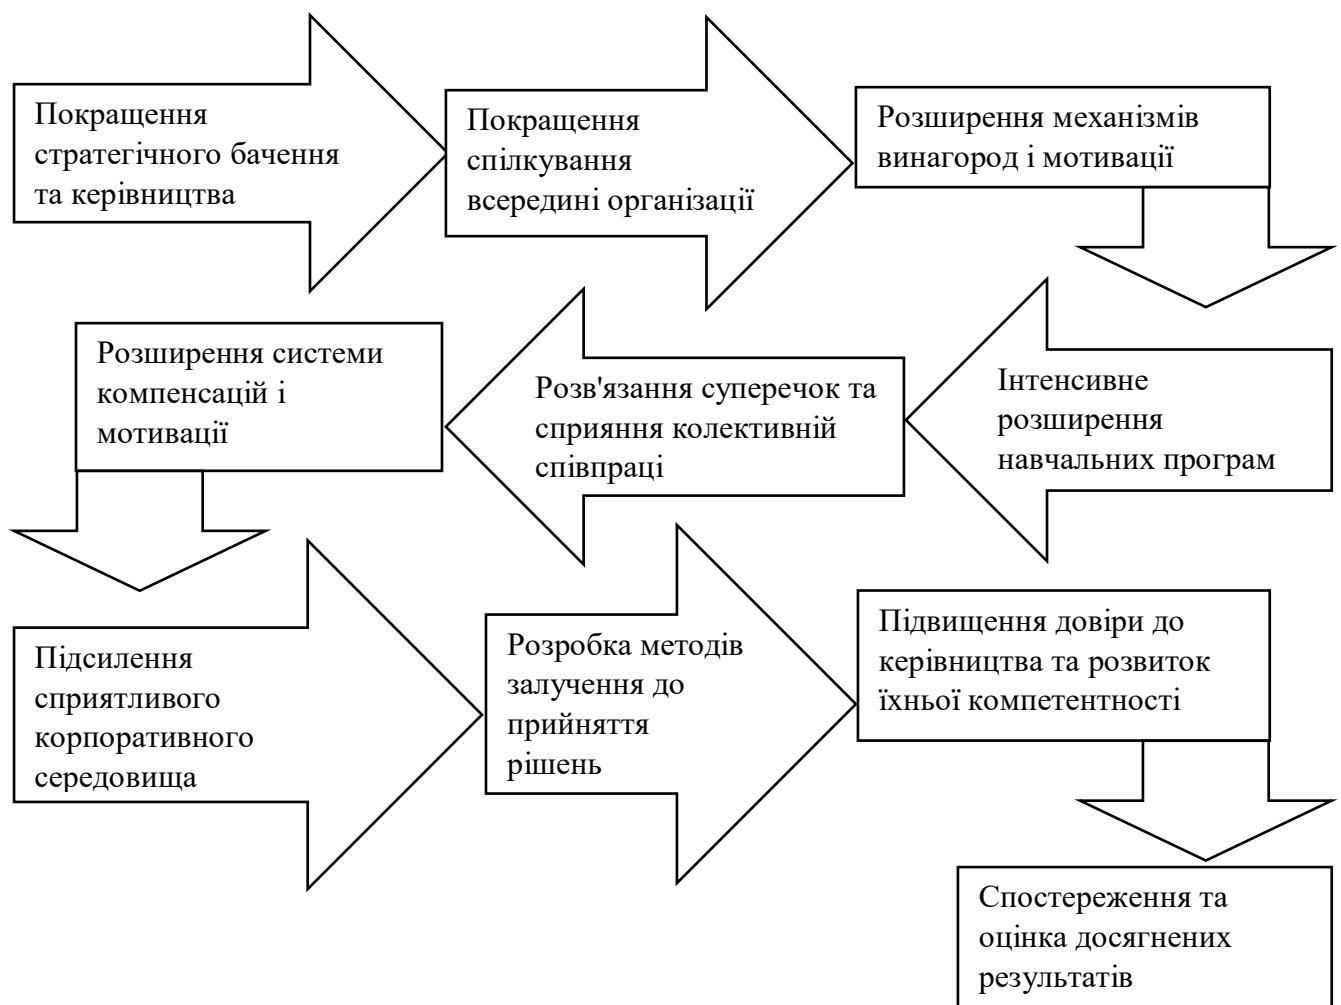 Покращення
стратегічного бачення
та керівництва
Покращення
спілкування
всередині організації
Розширення механізмів
винагород і мотивації
Інтенсивне
розширення
навчальних програм
Розв'язання суперечок та
сприяння колективній
співпраці
Розширення системи
компенсацій і
мотивації
Підсилення
сприятливого
корпоративного
середовища
Розробка методів
залучення до
прийняття
рішень
Підвищення довіри до
керівництва та розвиток
їхньої компетентності
Спостереження та
оцінка досягнених
результатів